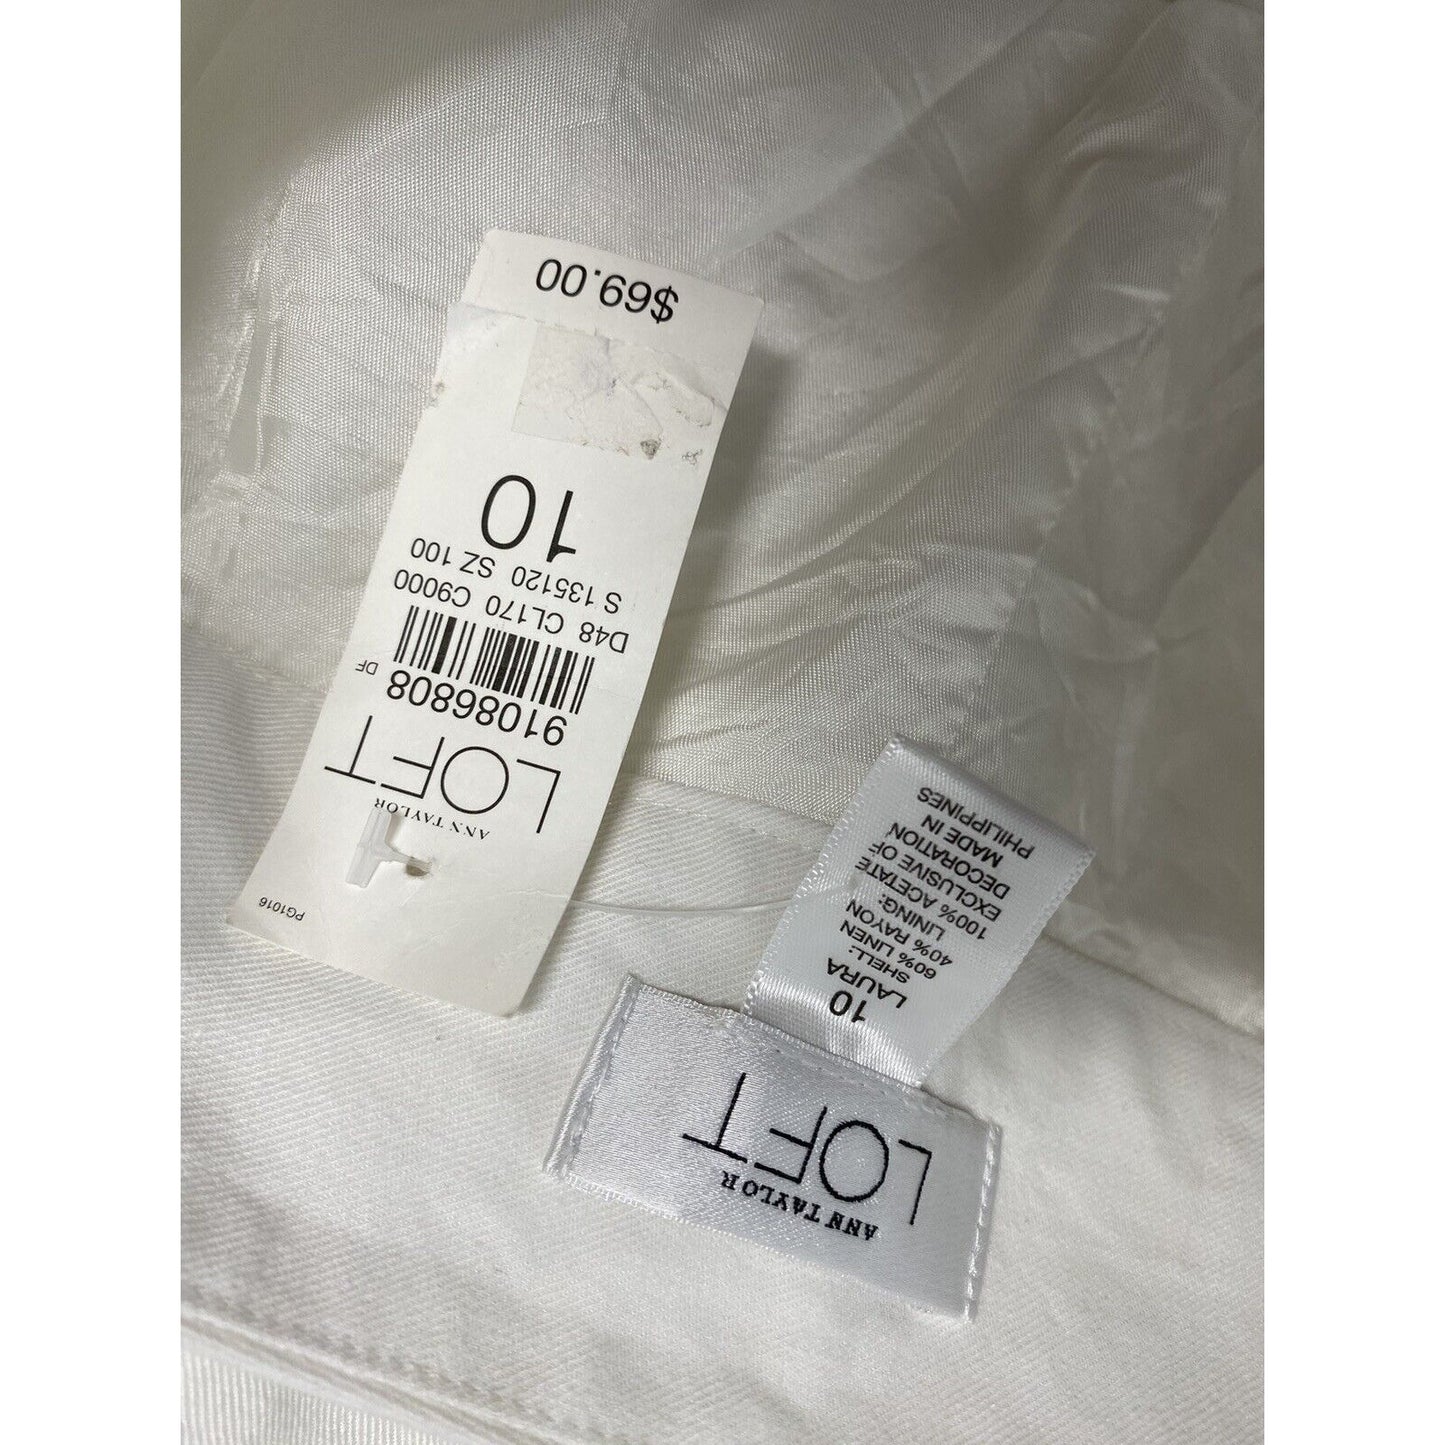 PG1016
ANN TAYLOR
LOFT
91086808
DF
D48 CL170 C9000
S 135120 SZ 100
10
$69.00
ANN TAYLOR
LOFT
10
LAURA
SHELL:
60% LINEN
40% RAYON
LINING:
100% ACETATE
EXCLUSIVE OF
DECORATION
MADE IN
PHILIPPINES